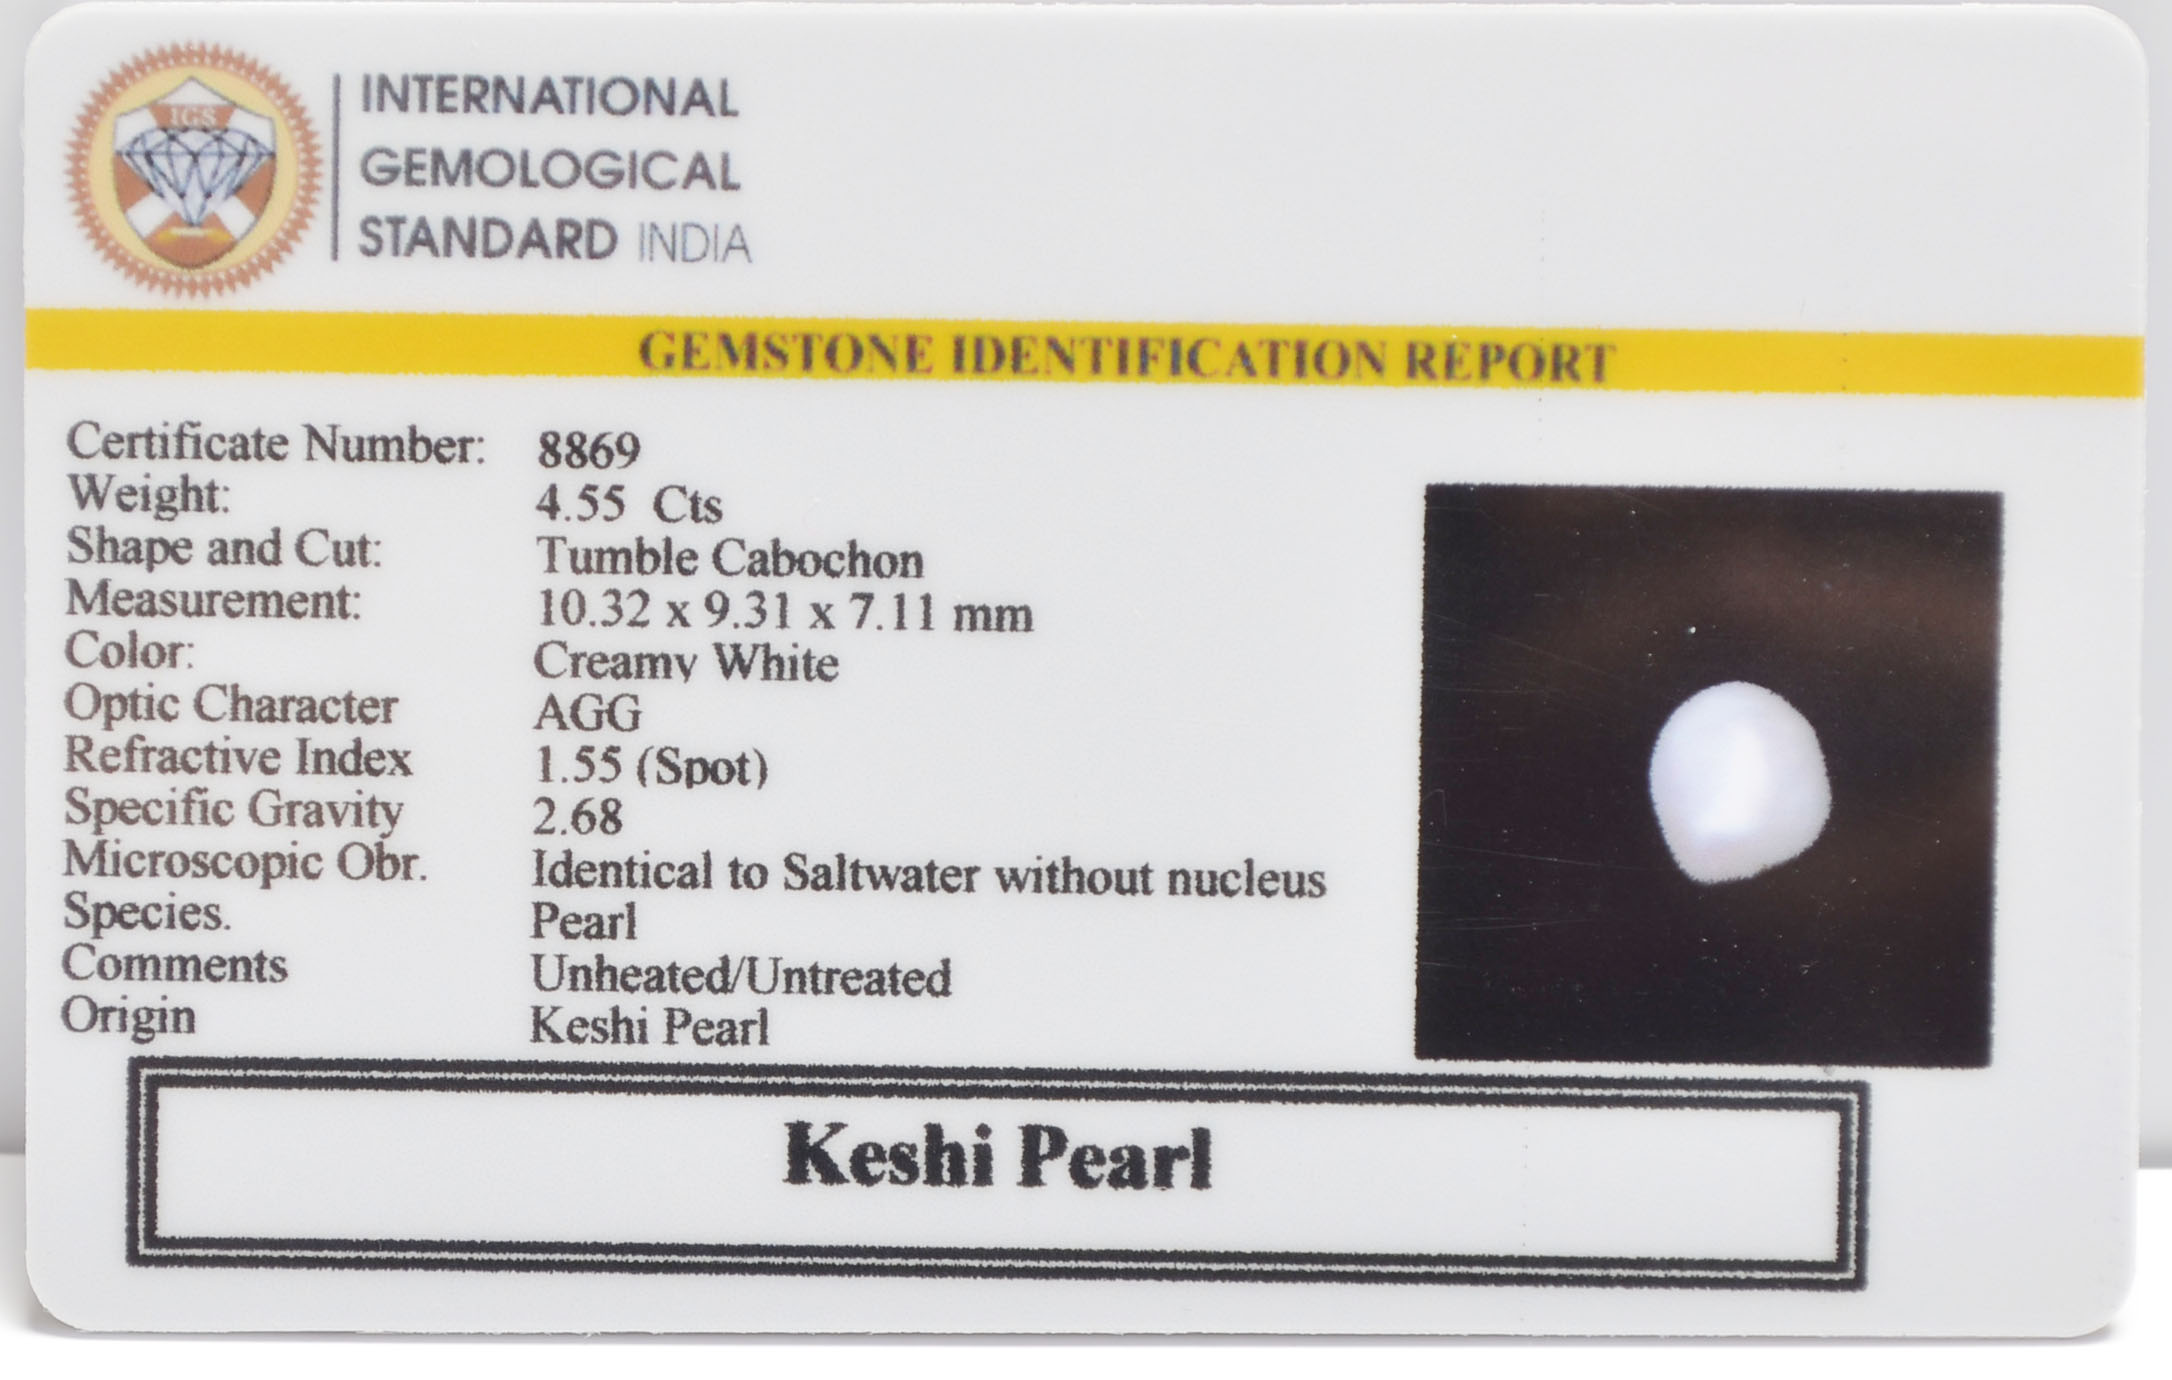 IGS
INTERNATIONAL
GEMOLOGICAL
STANDARD INDIA
GEMSTONE IDENTIFICATION REPORT
Certificate Number: 8869
Weight: 4.55 Cts
Shape and Cut: Tumble Cabochon
Measurement: 10.32 x 9.31 x 7.11 mm
Color: Creamy White
Optic Character AGG
Refractive Index 1.55 (Spot)
Specific Gravity 2.68
Microscopic Obr. Identical to Saltwater without nucleus
Species. Pearl
Comments Unheated/Untreated
Origin Keshi Pearl
Keshi Pearl